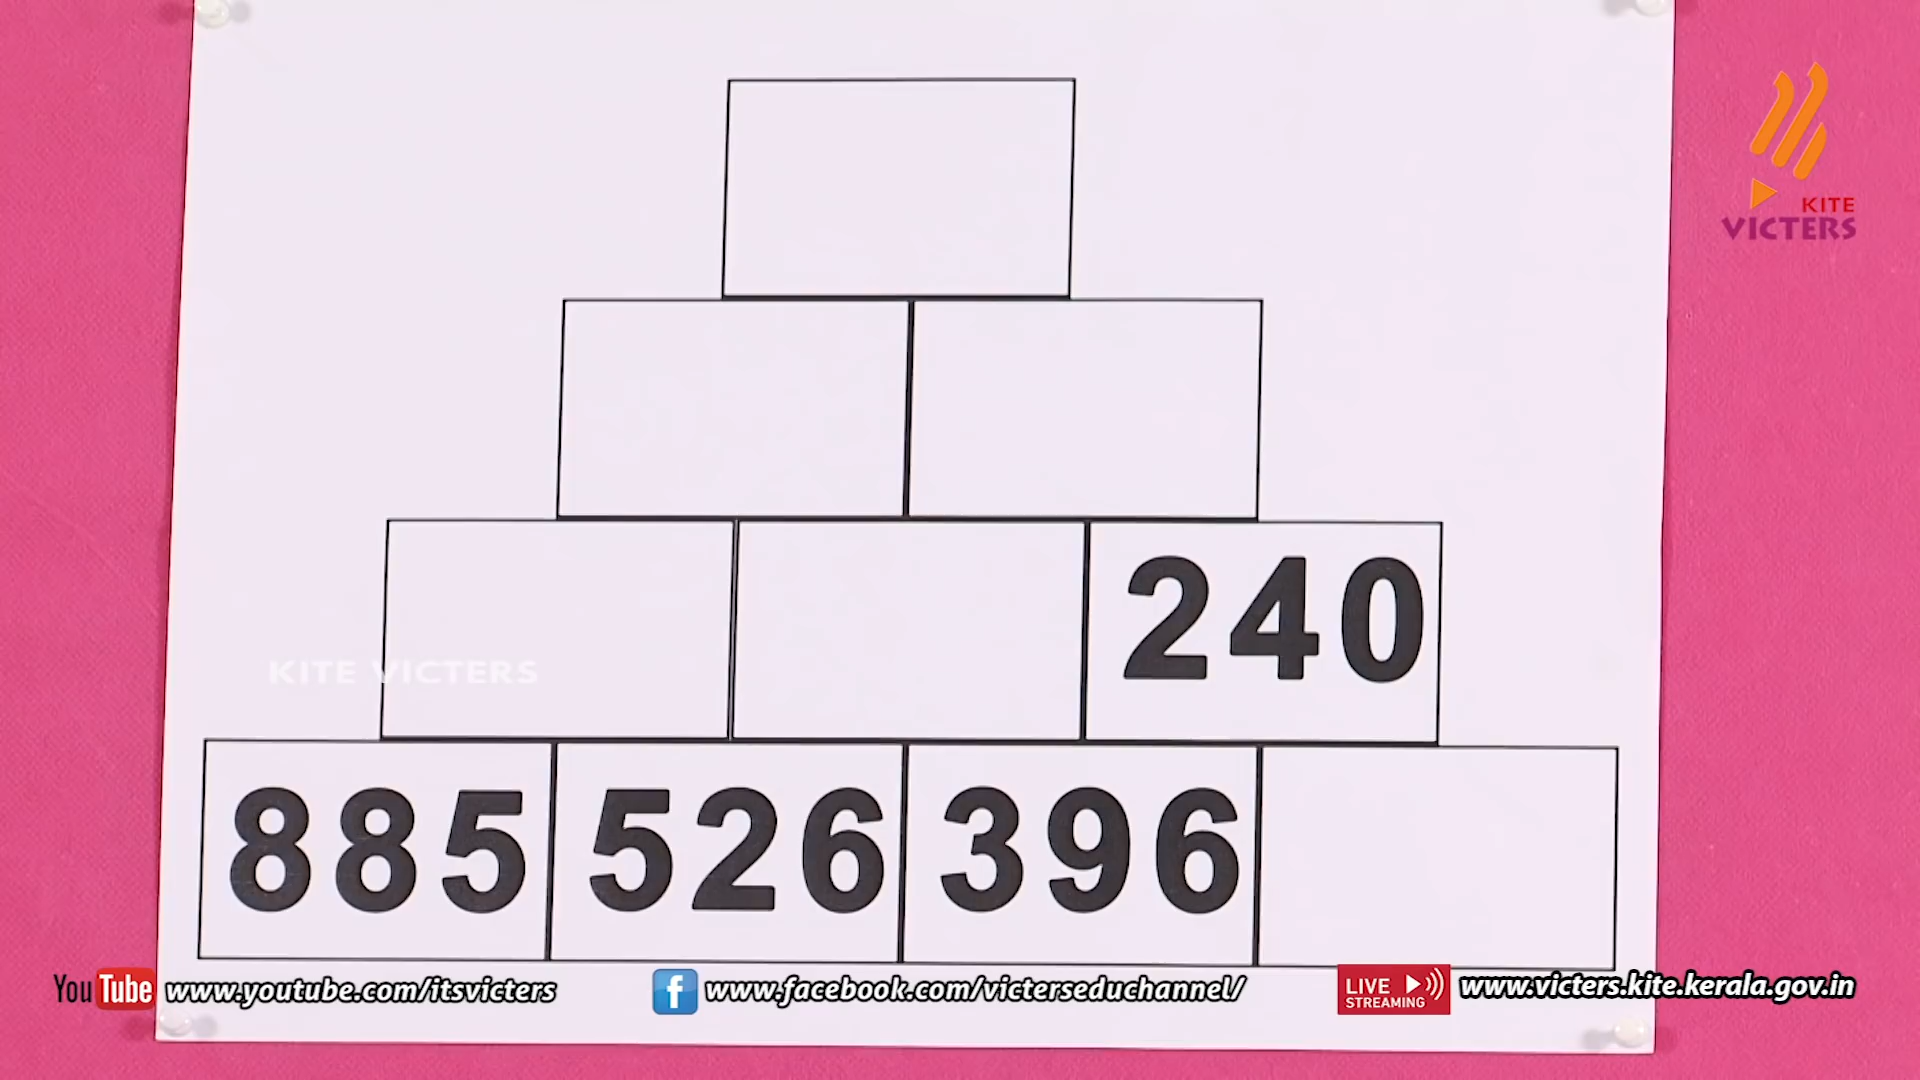 KITE
VICTERS
240
KITE VICTERS
885 526 396
YouTube www.youtube.com/itsvicters
f www.facebook.com/victerseduchannel/
LIVE STREAMING www.victers.kite.kerala.gov.in